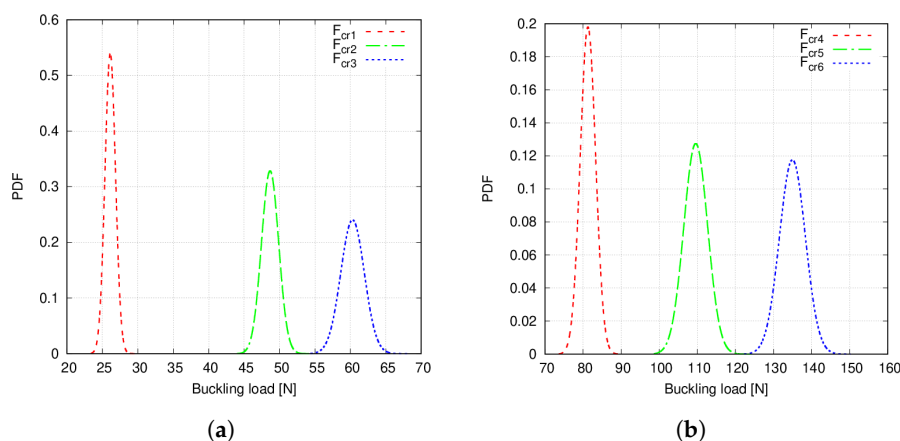 0.6
0.5
0.4
0.3
0.2
0.1
0
PDF
20 25 30 35 40 45 50 55 60 65 70
Buckling load [N]
Fcr1
Fcr2
Fcr3
(a)
0.2
0.18
0.16
0.14
0.12
0.1
0.08
0.06
0.04
0.02
0
PDF
70 80 90 100 110 120 130 140 150 160
Buckling load [N]
Fcr4
Fcr5
Fcr6
(b)